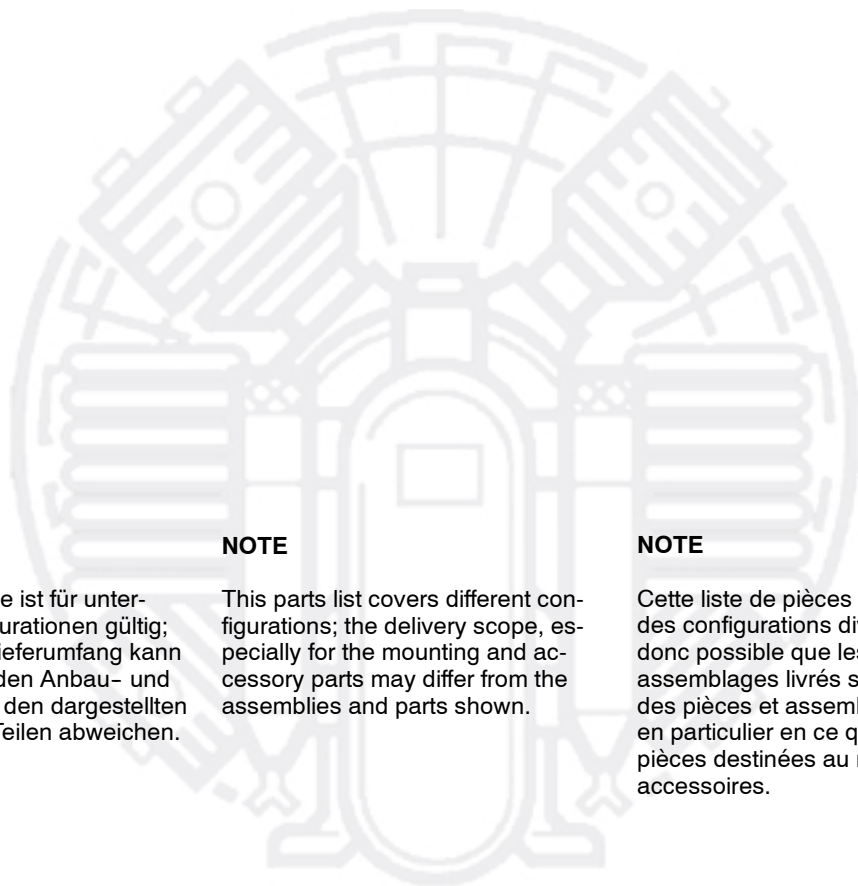 e ist für unter-
urationen gültig;
ieferumfang kann
den Anbau- und
den dargestellten
Teilen abweichen.
NOTE
This parts list covers different con-
figurations; the delivery scope, es-
pecially for the mounting and ac-
cessory parts may differ from the
assemblies and parts shown.
NOTE
Cette liste de pièces
des configurations di
donc possible que les
assemblages livrés s
des pièces et assemb
en particulier en ce q
pièces destinées au
accessoires.